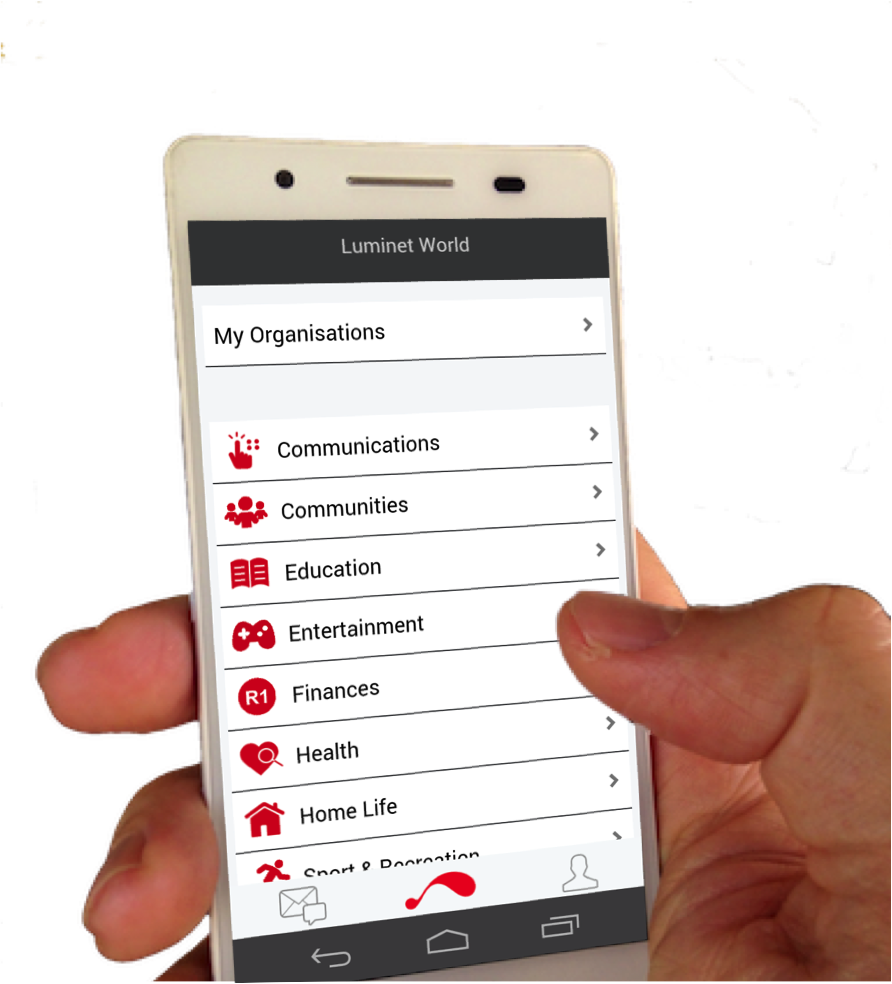 Luminet World
My Organisations
Communications
Communities
Education
Entertainment
R1 Finances
Health
Home Life
Sport & Recreation